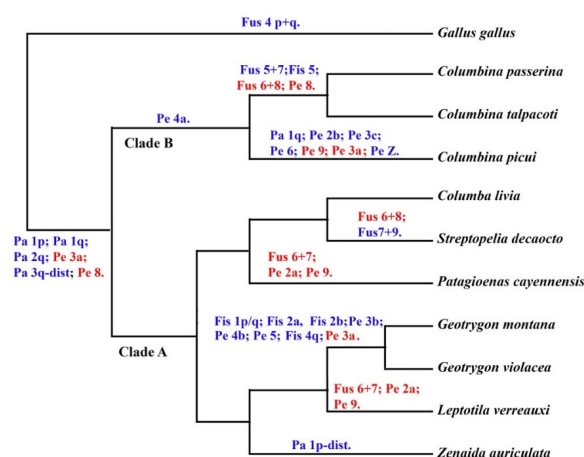 Fus 4 p+q.
Gallus gallus
Fus 5+7;Fis 5;
Fus 6+8; Pe 8.
Columbina passerina
Pe 4a.
Columbina talpacoti
Clade B
Pa 1q; Pe 2b; Pe 3c;
Pe 6; Pe 9; Pe 3a; Pe Z.
Columbina picui
Columba livia
Fus 6+8;
Fus7+9.
Streptopelia decaocto
Pa 1p; Pa 1q;
Pa 2q; Pe 3a;
Pa 3q-dist; Pe 8.
Fus 6+7;
Pe 2a; Pe 9.
Patagioenas cayennensis
Fis 1p/q; Fis 2a, Fis 2b;Pe 3b;
Pe 4b; Pe 5; Fis 4q; Pe 3a.
Geotrygon montana
Clade A
Geotrygon violacea
Fus 6+7; Pe 2a;
Pe 9.
Leptotila verreauxi
Pa 1p-dist.
Zenaida auriculata